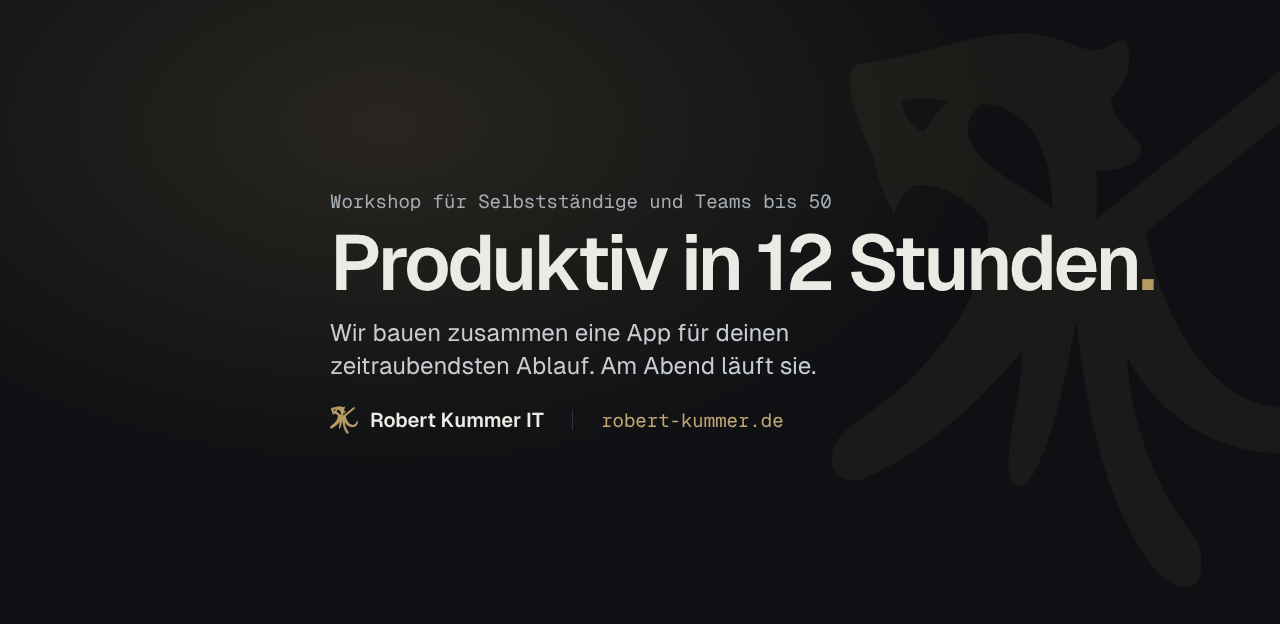 Workshop für Selbstständige und Teams bis 50
Produktiv in 12 Stunden.
Wir bauen zusammen eine App für deinen
zeitraubendsten Ablauf. Am Abend läuft sie.
Robert Kummer IT
robert-kummer.de